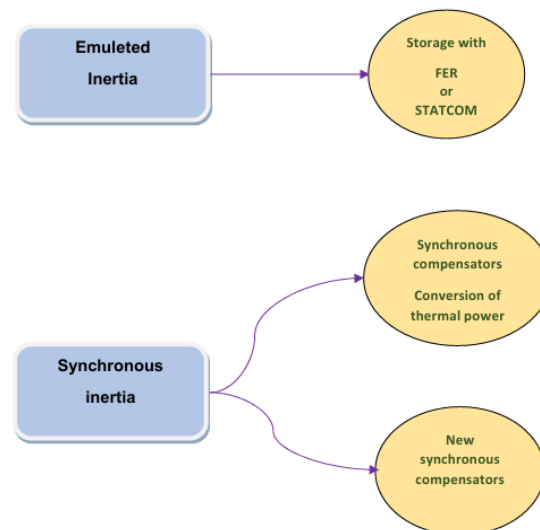 Emuleted
Inertia
Storage with
FER
or
STATCOM
Synchronous
compensators
Conversion of
thermal power
Synchronous
inertia
New
synchronous
compensators